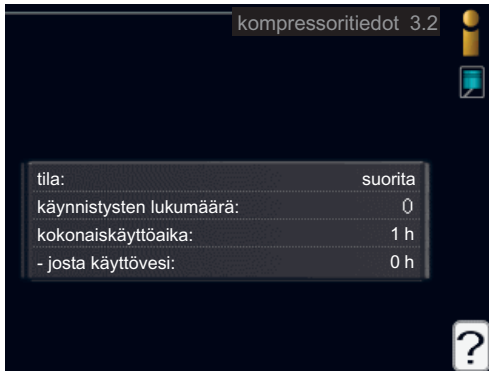 kompressoritiedot 3.2
tila: suorita
käynnistysten lukumäärä: 0
kokonaiskäyttöaika: 1 h
- josta käyttövesi: 0 h
?